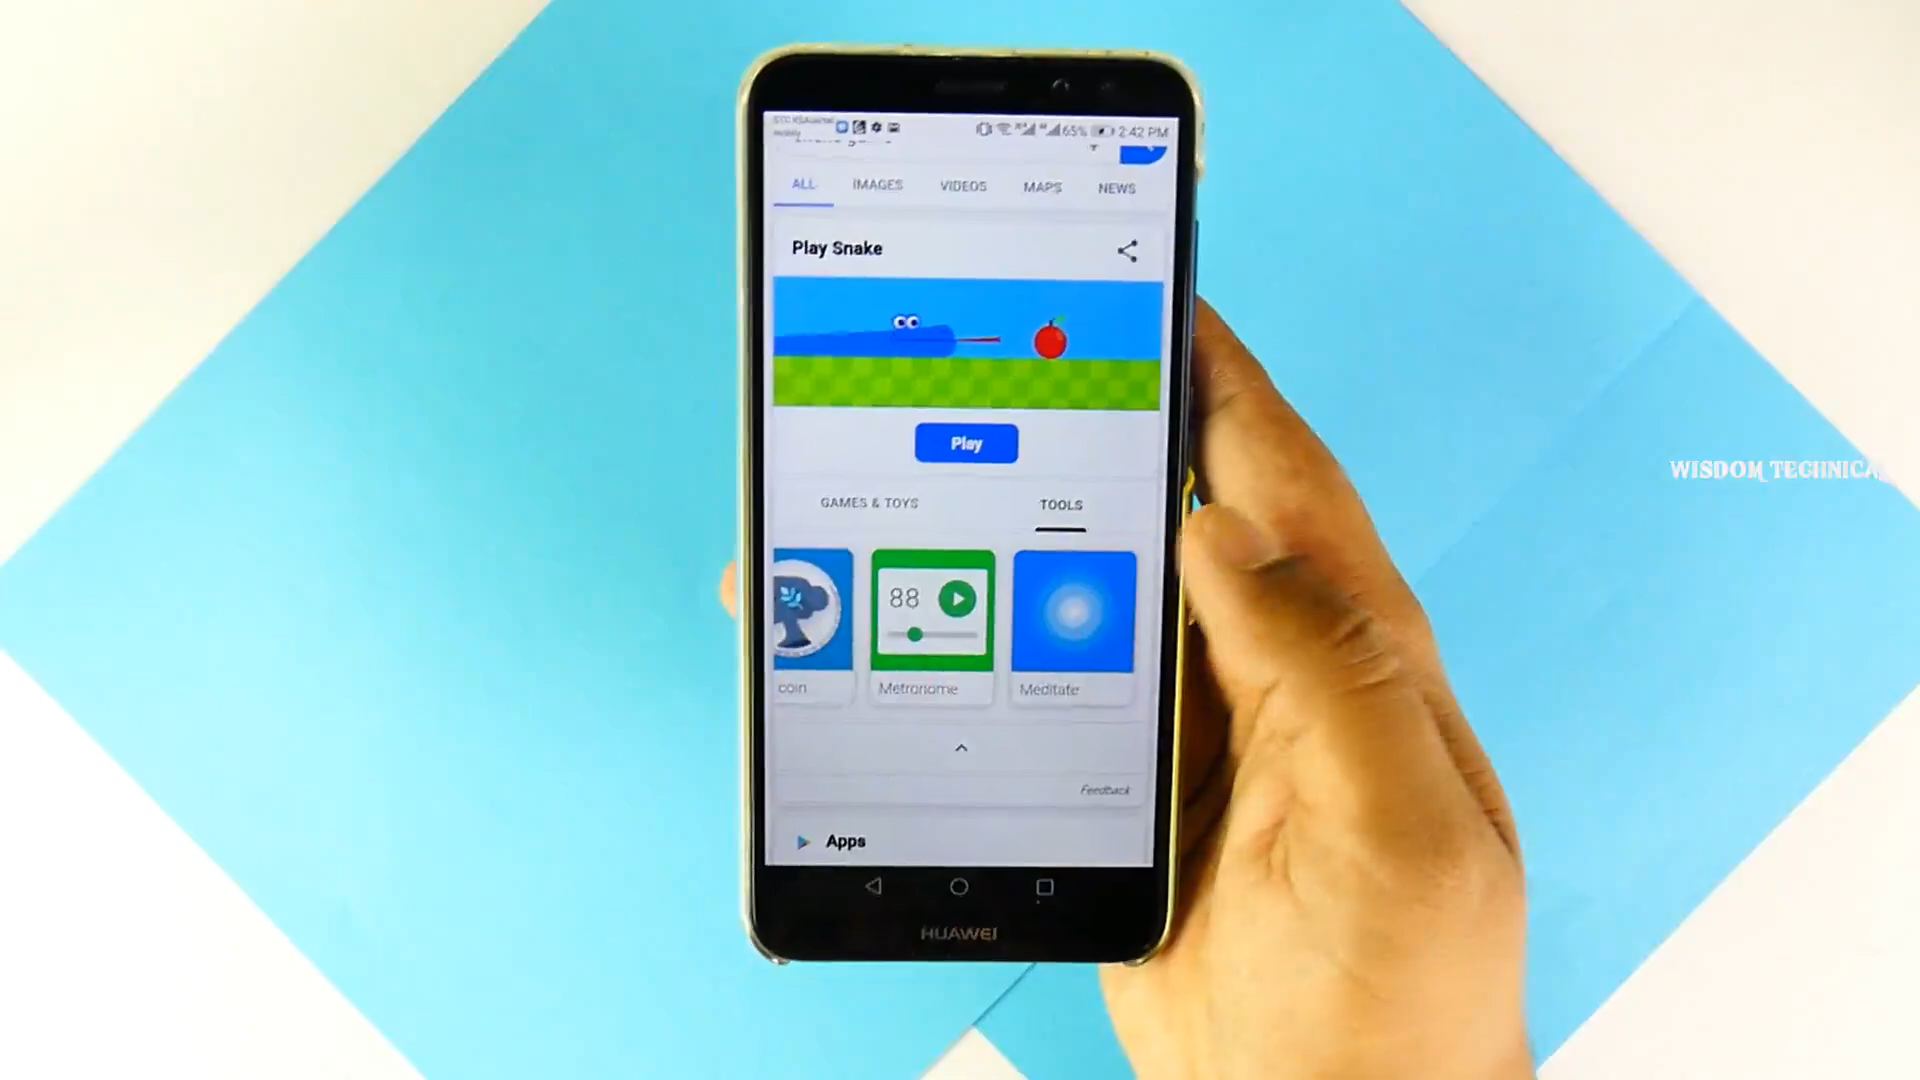 65% 2:42 PM
ALL IMAGES VIDEOS MAPS NEWS
Play Snake
Play
GAMES & TOYS TOOLS
88
coin Metronome Meditate
Feedback
Apps
HUAWEI
WISDOM TECHNICA